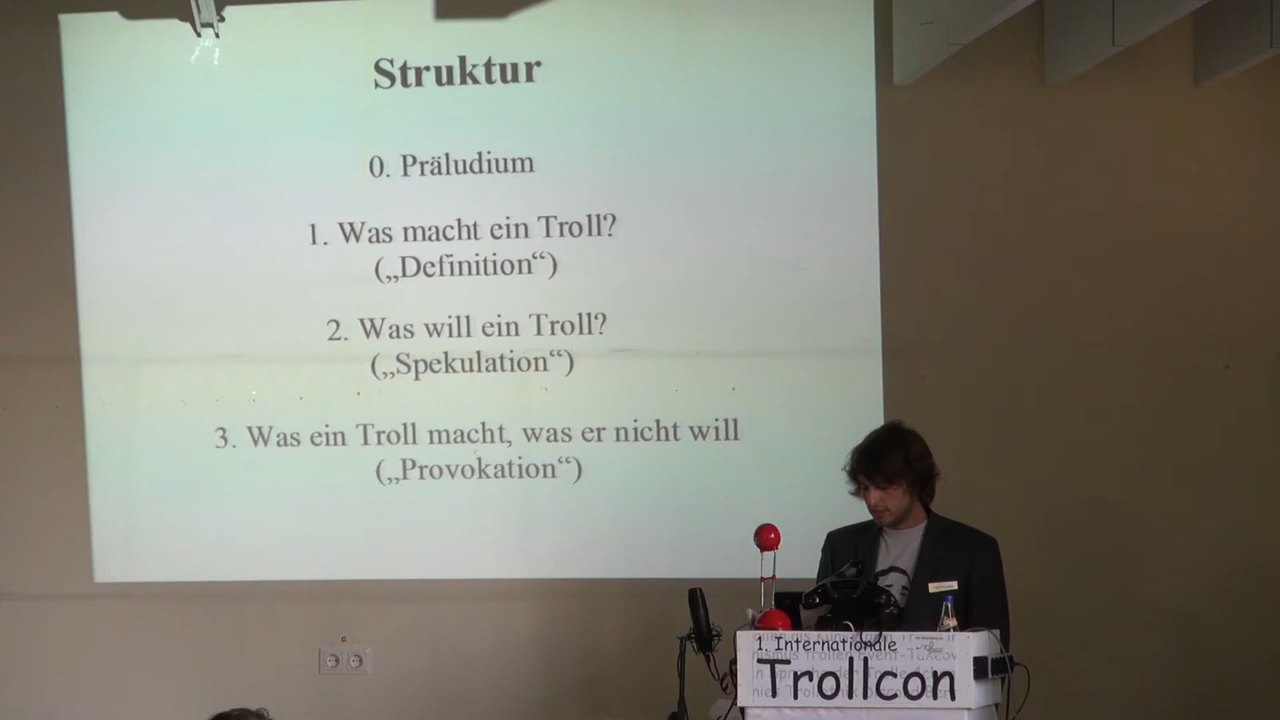 Struktur
0. Präludium
1. Was macht ein Troll?
(„Definition“)
2. Was will ein Troll?
(„Spekulation“)
3. Was ein Troll macht, was er nicht will
(„Provokation“)
1. Internationale
Trollcon